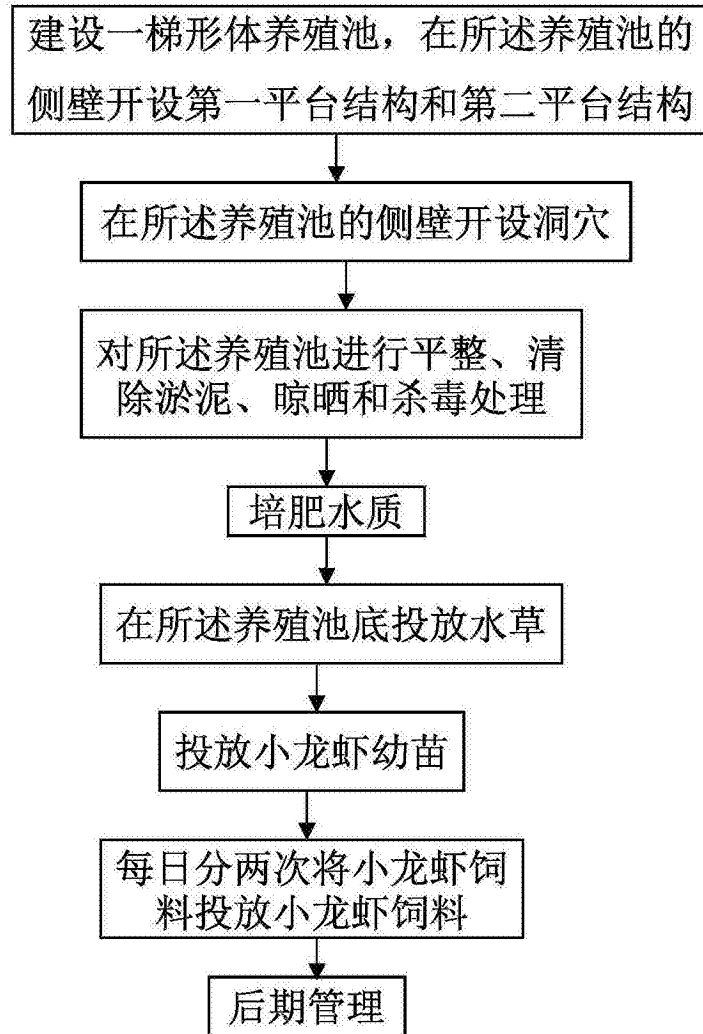 建设一梯形体养殖池，在所述养殖池的
侧壁开设第一平台结构和第二平台结构
在所述养殖池的侧壁开设洞穴
对所述养殖池进行平整、清
除淤泥、晾晒和杀毒处理
培肥水质
在所述养殖池底投放水草
投放小龙虾幼苗
每日分两次将小龙虾饲
料投放小龙虾饲料
后期管理